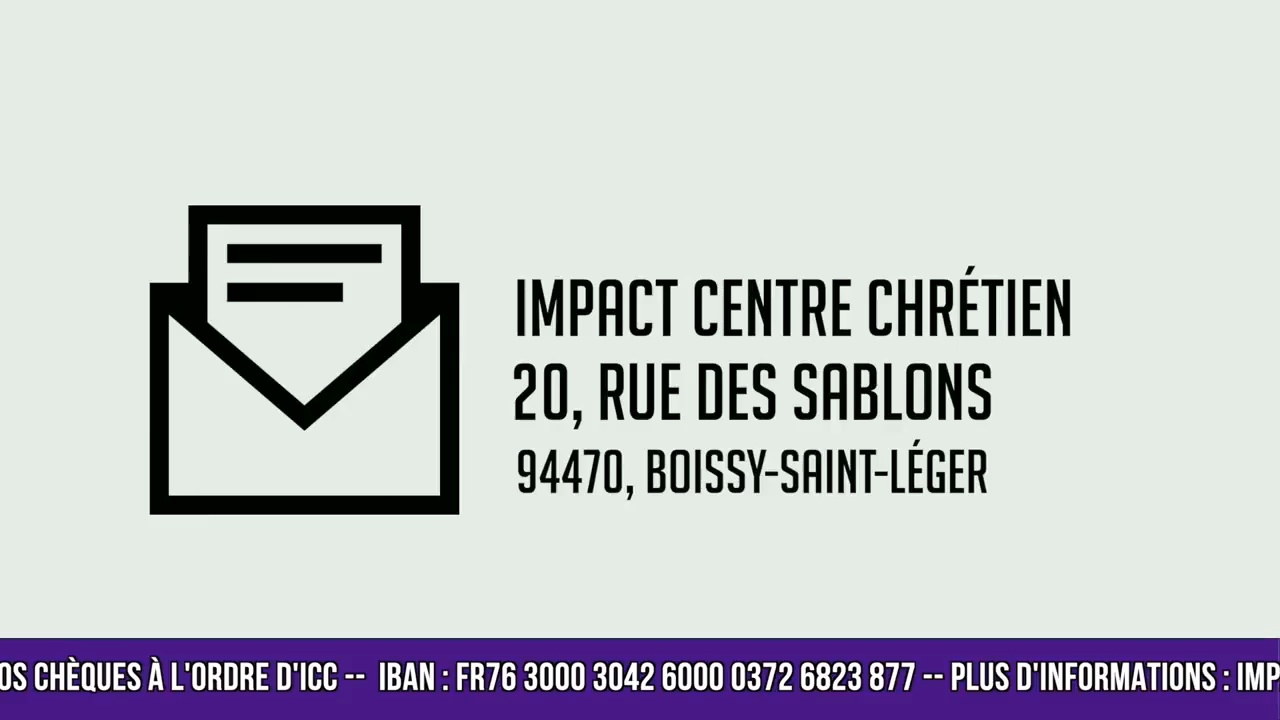 IMPACT CENTRE CHRÉTIEN
20, RUE DES SABLONS
94470, BOISSY-SAINT-LÉGER
CHÈQUES À L'ORDRE D'ICC -- IBAN : FR76 3000 3042 6000 0372 6823 877 -- PLUS D'INFORMATIONS :